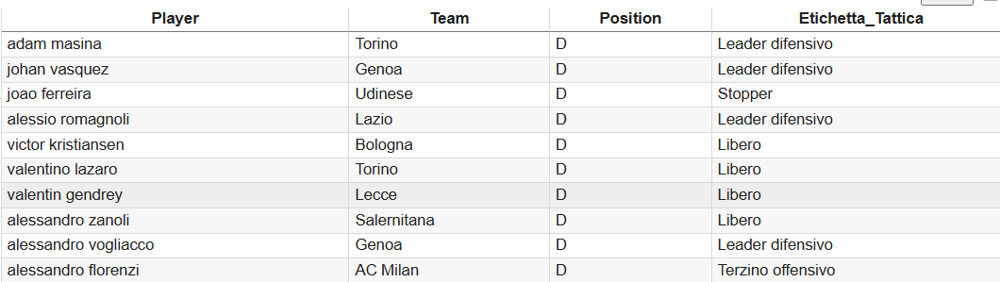 Player Team Position Etichetta_Tattica
adam masina Torino D Leader difensivo
johan vasquez Genoa D Leader difensivo
joao ferreira Udinese D Stopper
alessio romagnoli Lazio D Leader difensivo
victor kristiansen Bologna D Libero
valentino lazaro Torino D Libero
valentin gendrey Lecce D Libero
alessandro zanoli Salernitana D Libero
alessandro vogliacco Genoa D Leader difensivo
alessandro florenzi AC Milan D Terzino offensivo